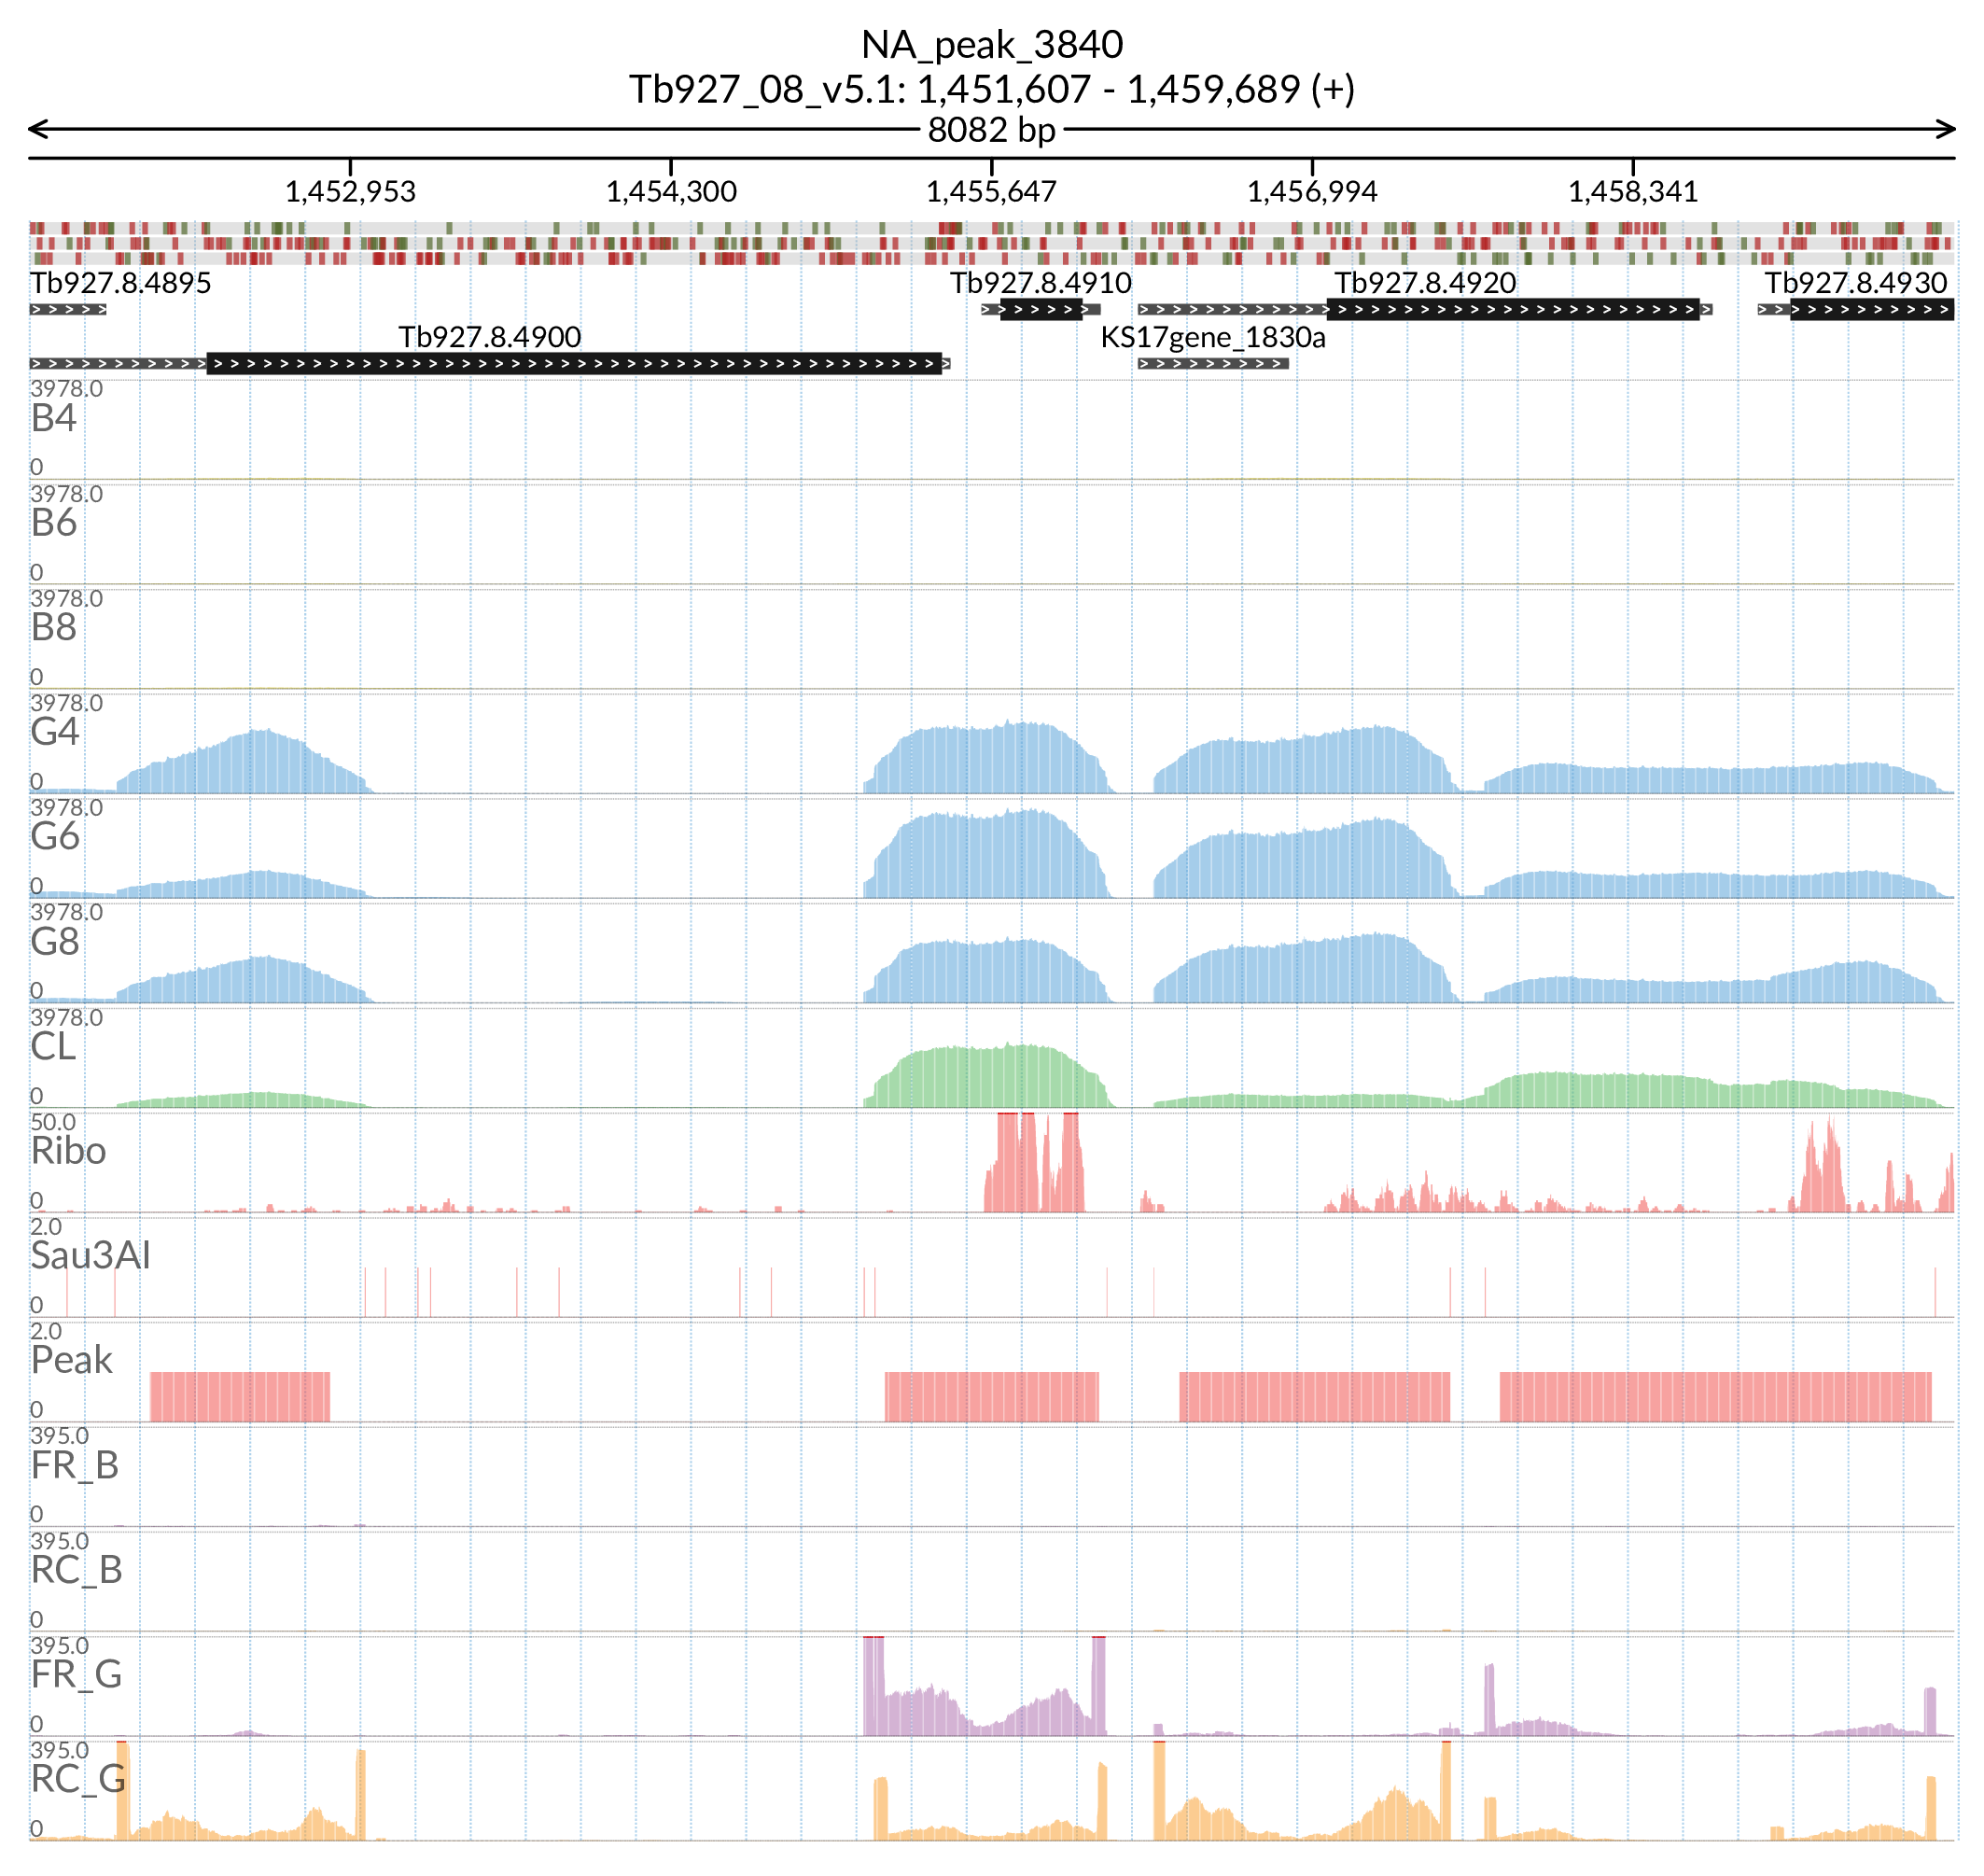 NA_peak_3840
Tb927_08_v5.1: 1,451,607 - 1,459,689 (+)
8082 bp
1,452,953 1,454,300 1,455,647 1,456,994 1,458,341
Tb927.8.4895 Tb927.8.4910 Tb927.8.4920 Tb927.8.4930
Tb927.8.4900 KS17gene_1830a
3978.0
B4
0
3978.0
B6
0
3978.0
B8
0
3978.0
G4
0
3978.0
G6
0
3978.0
G8
0
3978.0
CL
0
50.0
Ribo
0
2.0
Sau3AI
0
2.0
Peak
0
395.0
FR_B
0
395.0
RC_B
0
395.0
FR_G
0
395.0
RC_G
0